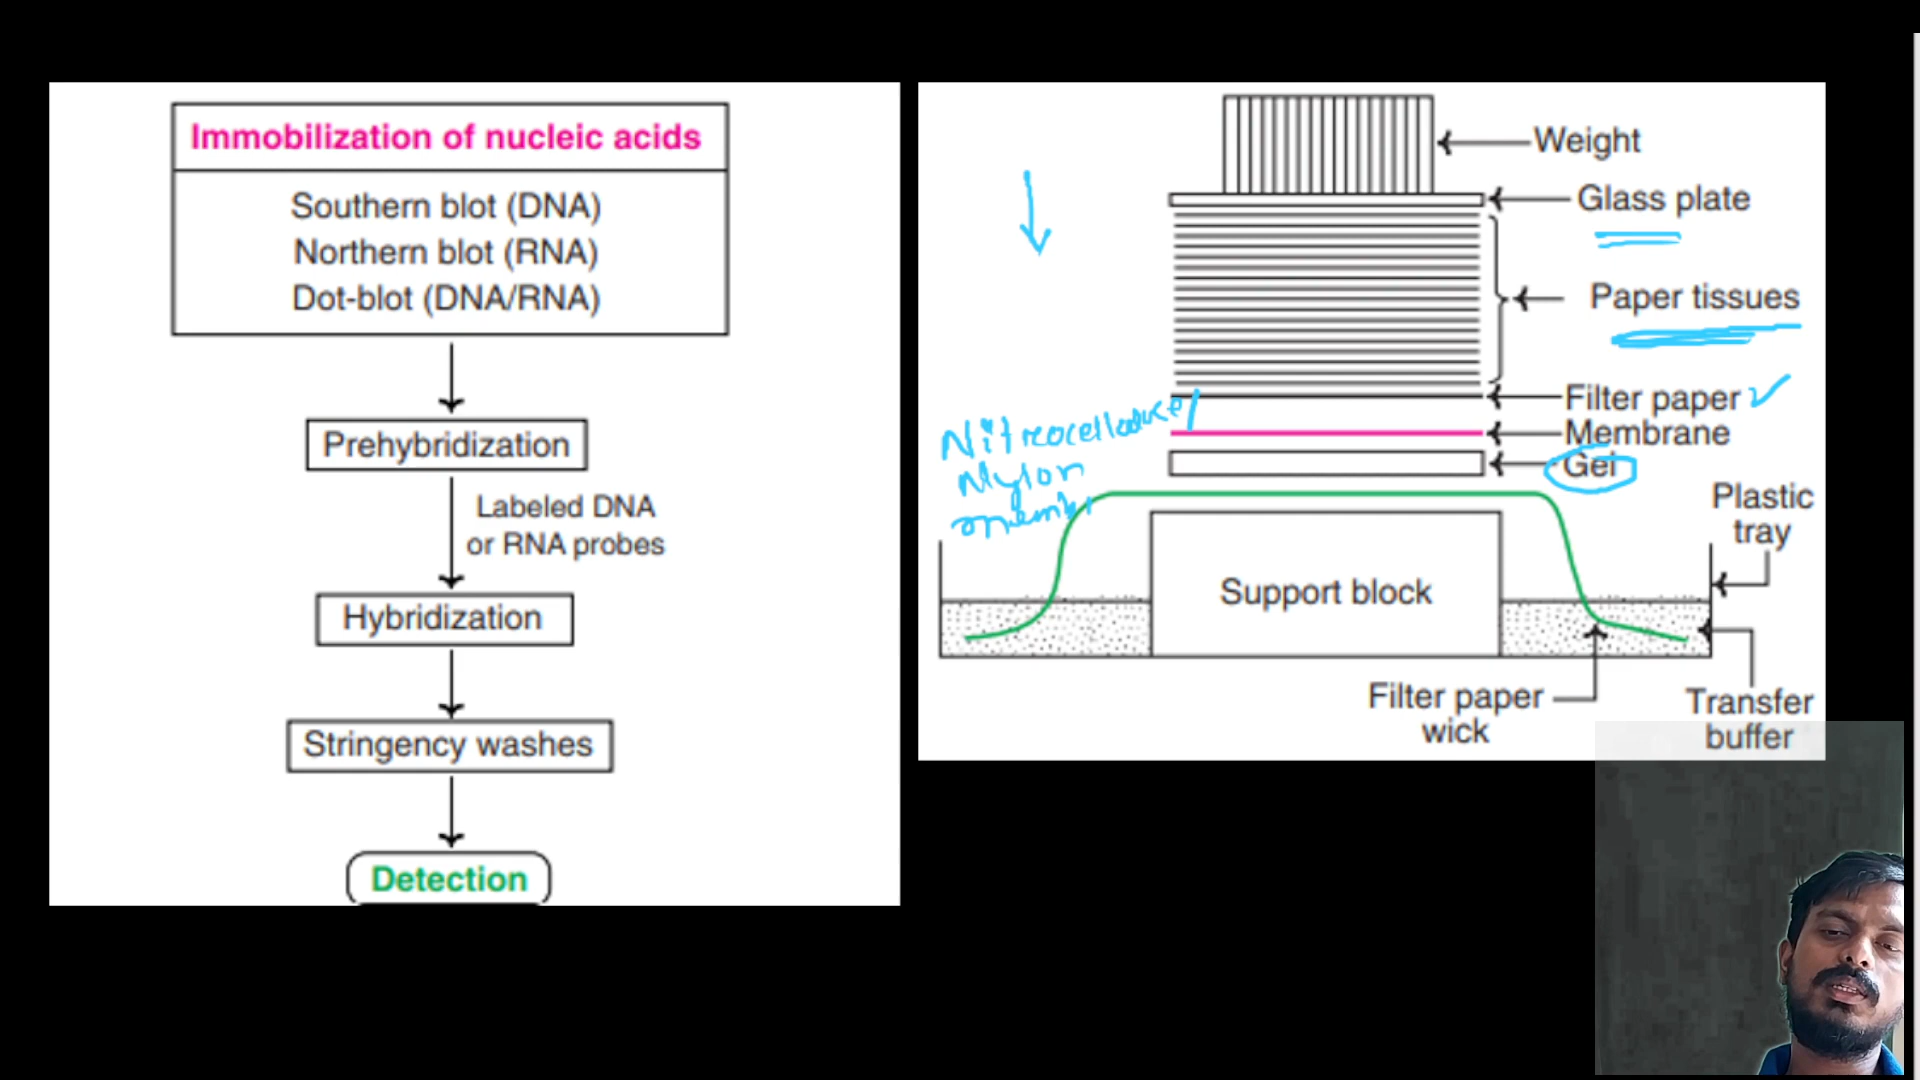 Immobilization of nucleic acids
Southern blot (DNA)
Northern blot (RNA)
Dot-blot (DNA/RNA)
Prehybridization
Labeled DNA
or RNA probes
Hybridization
Stringency washes
Detection
Weight
Glass plate
Paper tissues
Filter paper
Membrane
Gel
Nylon
Plastic
tray
Support block
Filter paper
wick
Transfer
buffer